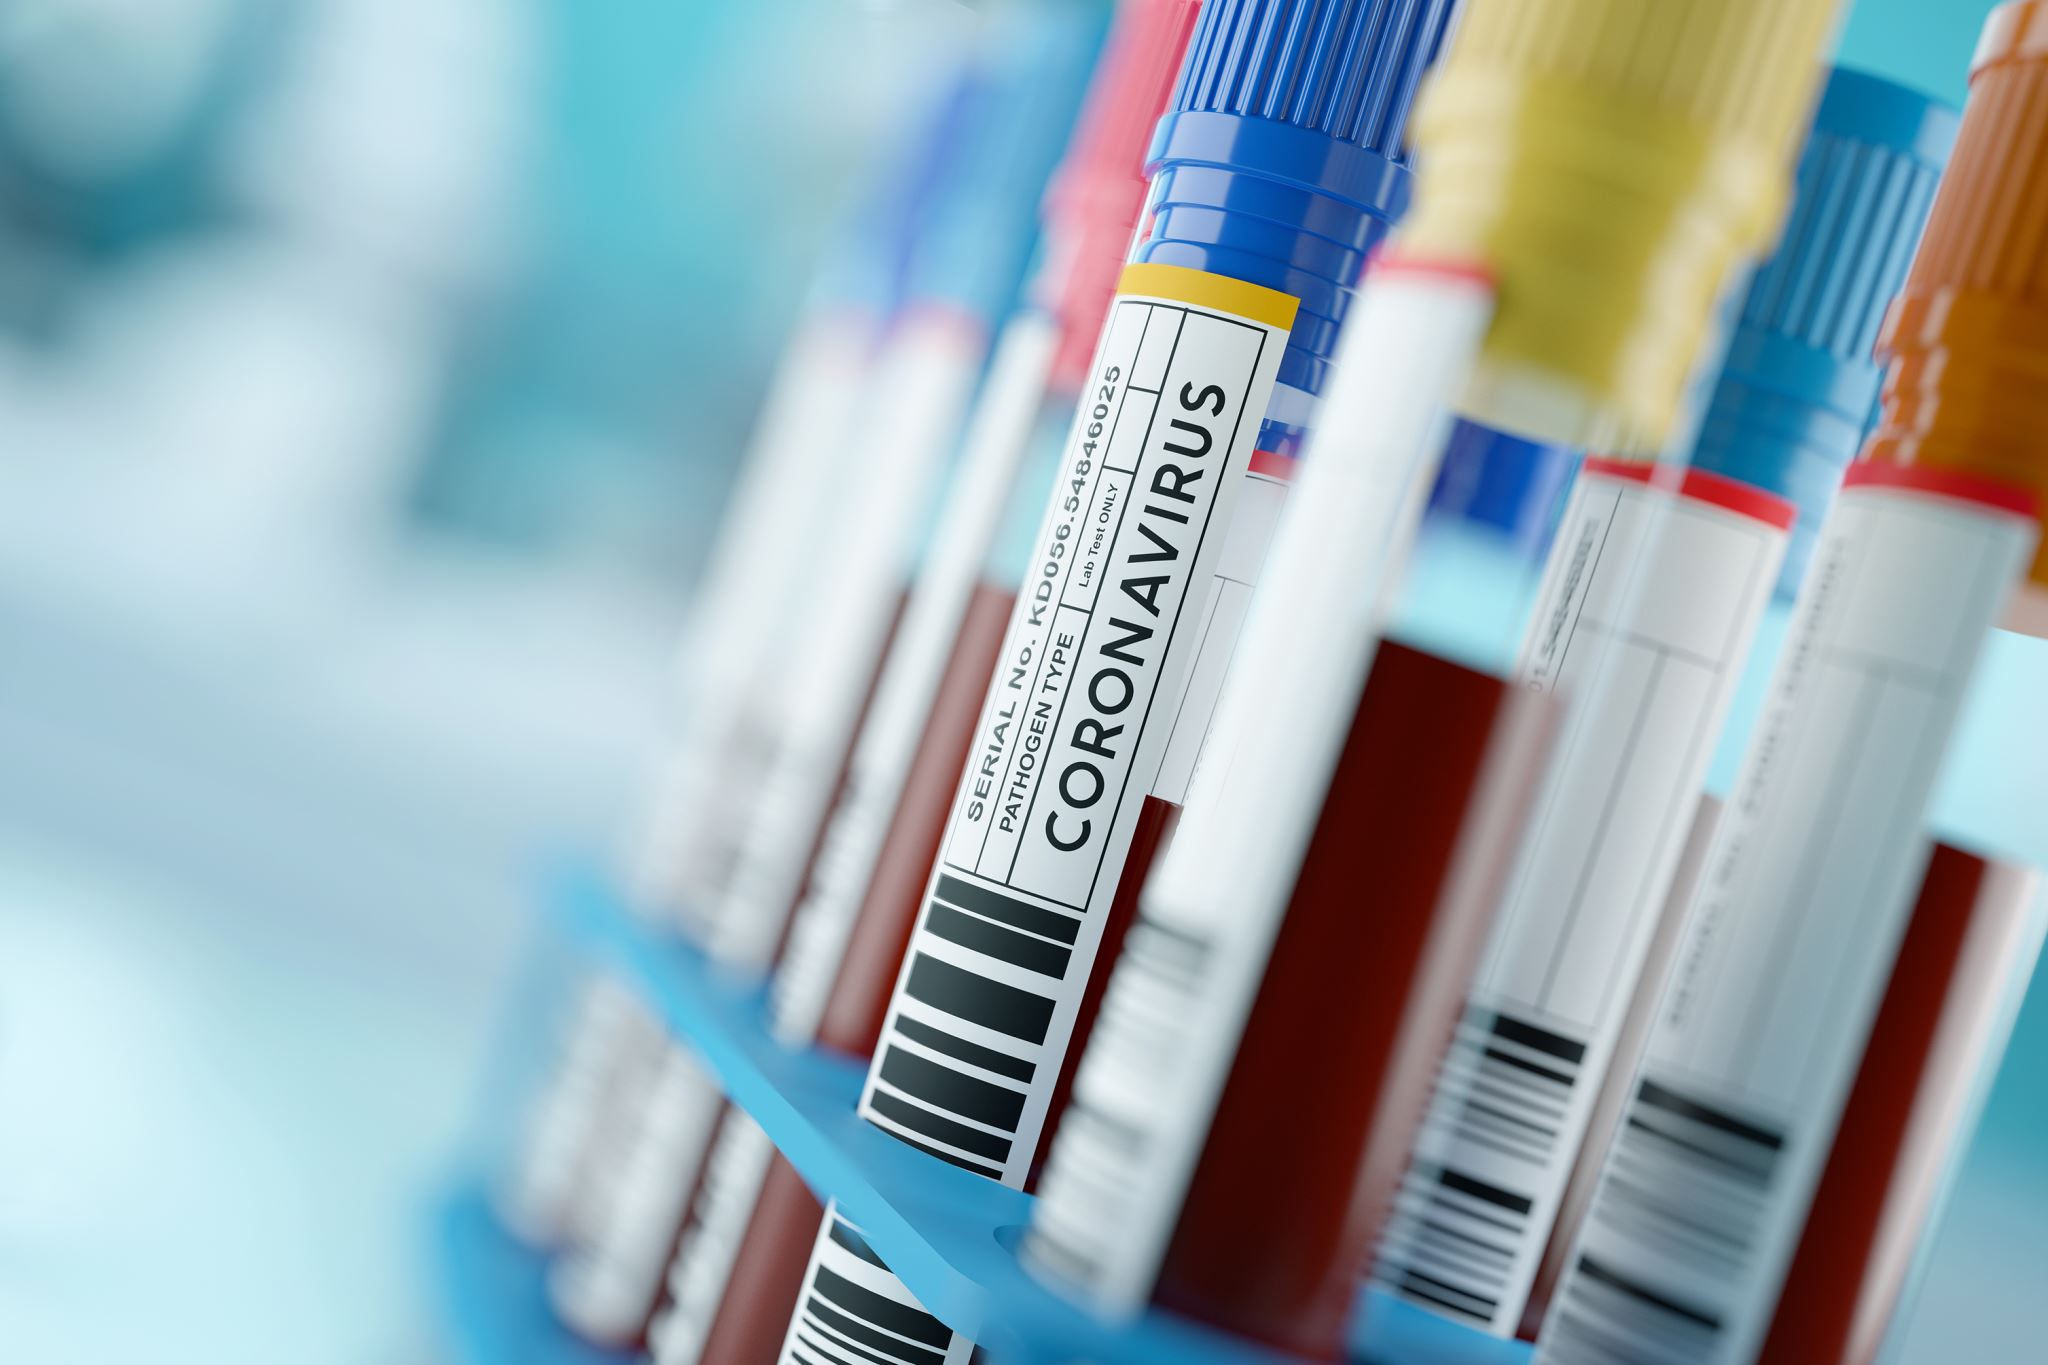 SERIAL No. KD056.54846025
PATHOGEN TYPE
Lab Test ONLY
CORONAVIRUS